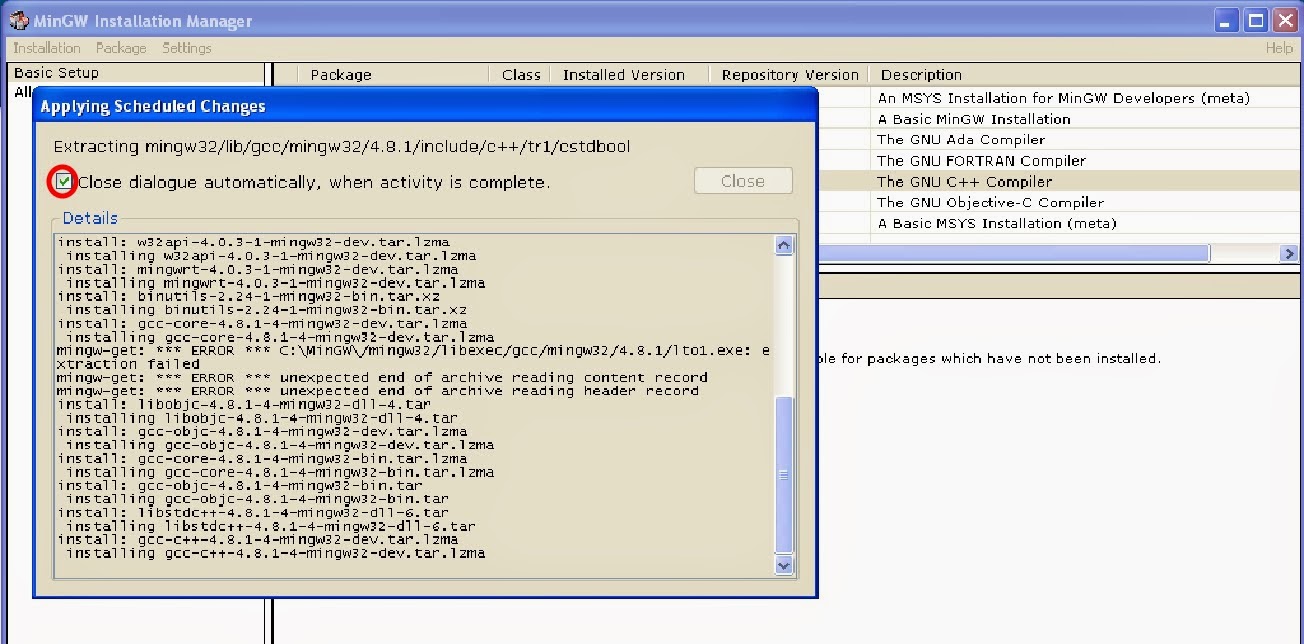 MinGW Installation Manager
Installation Package Settings Help
Basic Setup
All
Package Class Installed Version Repository Version Description
An MSYS Installation for MinGW Developers (meta)
A Basic MinGW Installation
The GNU Ada Compiler
The GNU FORTRAN Compiler
The GNU C++ Compiler
The GNU Objective-C Compiler
A Basic MSYS Installation (meta)
ble for packages which have not been installed.
Applying Scheduled Changes
Extracting mingw32/lib/gcc/mingw32/4.8.1/include/c++/tr1/cstdbool
Close dialogue automatically, when activity is complete.
Close
Details
install: w32api-4.0.3-1-mingw32-dev.tar.lzma
installing w32api-4.0.3-1-mingw32-dev.tar.lzma
install: mingwrt-4.0.3-1-mingw32-dev.tar.lzma
installing mingwrt-4.0.3-1-mingw32-dev.tar.lzma
install: binutils-2.24-1-mingw32-bin.tar.xz
installing binutils-2.24-1-mingw32-bin.tar.xz
install: gcc-core-4.8.1-4-mingw32-dev.tar.lzma
installing gcc-core-4.8.1-4-mingw32-dev.tar.lzma
mingw-get: *** ERROR *** C:\MinGW\/mingw32/libexec/gcc/mingw32/4.8.1/lto1.exe: e
xtraction failed
mingw-get: *** ERROR *** unexpected end of archive reading content record
mingw-get: *** ERROR *** unexpected end of archive reading header record
install: libobjc-4.8.1-4-mingw32-dll-4.tar
installing libobjc-4.8.1-4-mingw32-dll-4.tar
install: gcc-objc-4.8.1-4-mingw32-dev.tar.lzma
installing gcc-objc-4.8.1-4-mingw32-dev.tar.lzma
install: gcc-core-4.8.1-4-mingw32-bin.tar.lzma
installing gcc-core-4.8.1-4-mingw32-bin.tar.lzma
install: gcc-objc-4.8.1-4-mingw32-bin.tar
installing gcc-objc-4.8.1-4-mingw32-bin.tar
install: libstdc++-4.8.1-4-mingw32-dll-6.tar
installing libstdc++-4.8.1-4-mingw32-dll-6.tar
install: gcc-c++-4.8.1-4-mingw32-dev.tar.lzma
installing gcc-c++-4.8.1-4-mingw32-dev.tar.lzma